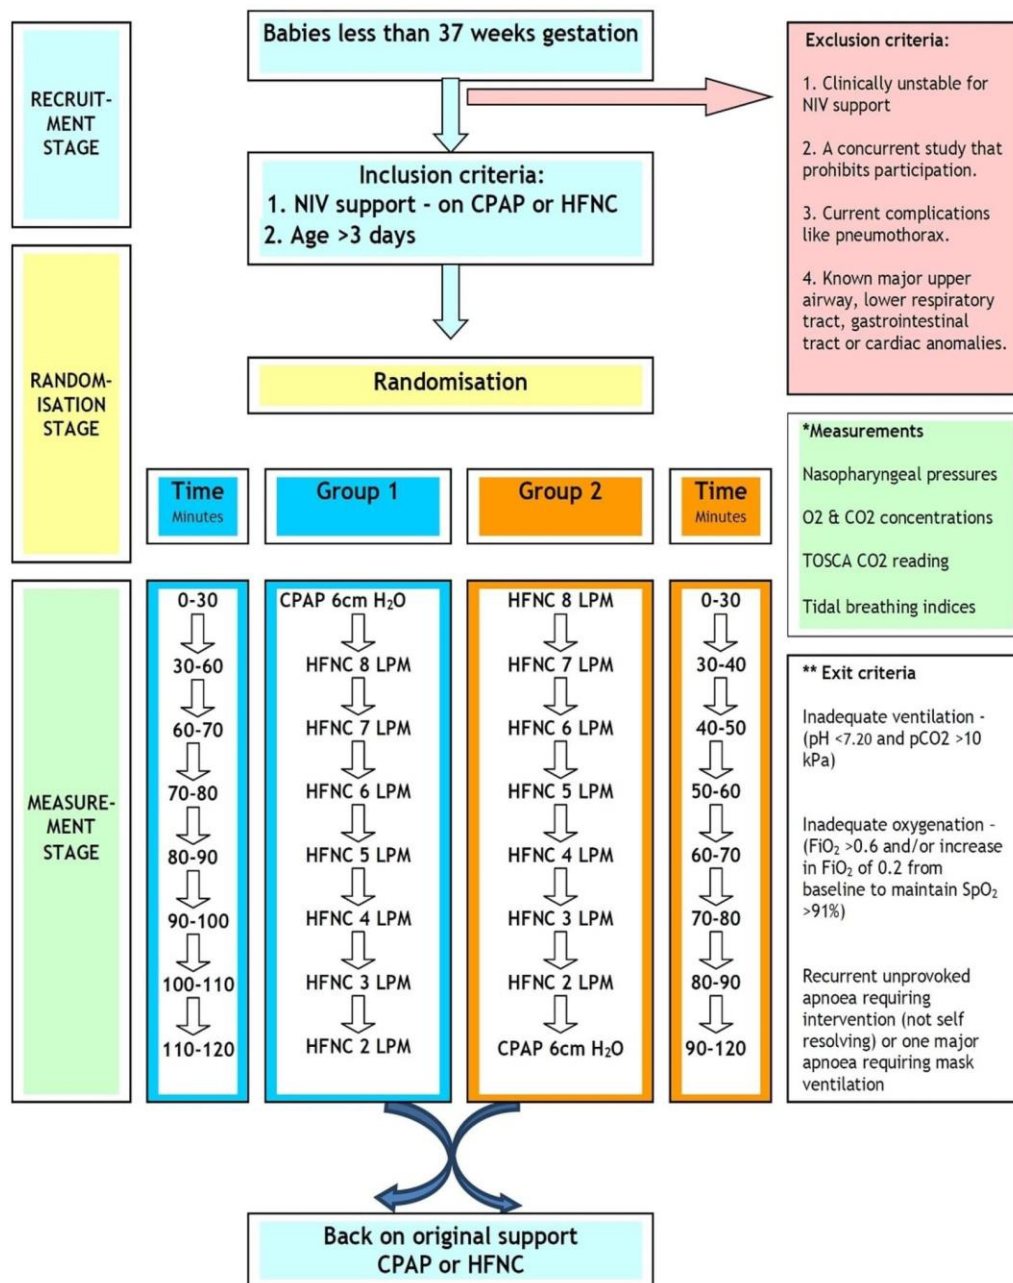 RECRUIT-
MENT
STAGE
Babies less than 37 weeks gestation
Inclusion criteria:
1. NIV support - on CPAP or HFNC
2. Age >3 days
Exclusion criteria:
1. Clinically unstable for
NIV support
2. A concurrent study that
prohibits participation.
3. Current complications
like pneumothorax.
4. Known major upper
airway, lower respiratory
tract, gastrointestinal
tract or cardiac anomalies.
RANDOM-
ISATION
STAGE
Randomisation
Time
Minutes
Group 1
Group 2
Time
Minutes
*Measurements
Nasopharyngeal pressures
O2 & CO2 concentrations
TOSCA CO2 reading
Tidal breathing indices
MEASURE-
MENT
STAGE
0-30 CPAP 6cm H₂O HFNC 8 LPM 0-30
30-60 HFNC 8 LPM HFNC 7 LPM 30-40
60-70 HFNC 7 LPM HFNC 6 LPM 40-50
70-80 HFNC 6 LPM HFNC 5 LPM 50-60
80-90 HFNC 5 LPM HFNC 4 LPM 60-70
90-100 HFNC 4 LPM HFNC 3 LPM 70-80
100-110 HFNC 3 LPM HFNC 2 LPM 80-90
110-120 HFNC 2 LPM CPAP 6cm H₂O 90-120
** Exit criteria
Inadequate ventilation -
(pH <7.20 and pCO2 >10
kPa)
Inadequate oxygenation –
(FiO₂ >0.6 and/or increase
in FiO₂ of 0.2 from
baseline to maintain SpO₂
>91%)
Recurrent unprovoked
apnoea requiring
intervention (not self
resolving) or one major
apnoea requiring mask
ventilation
Back on original support
CPAP or HFNC